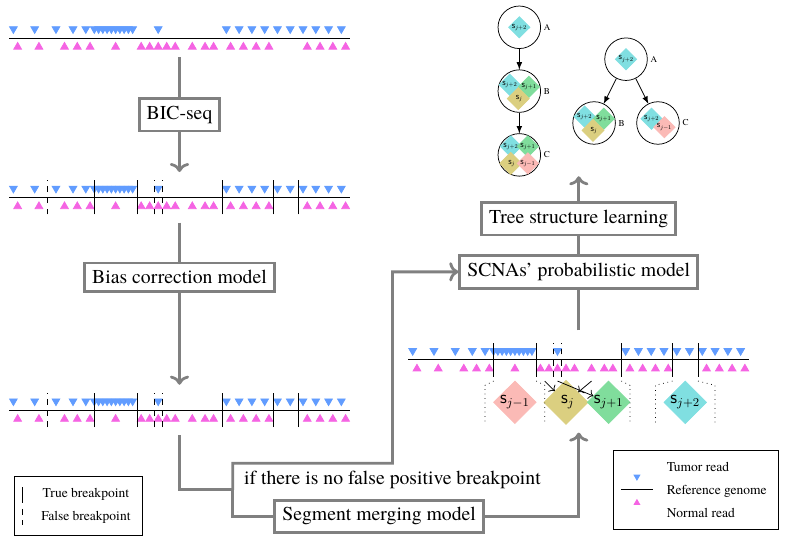 BIC-seq
Bias correction model
if there is no false positive breakpoint
Segment merging model
True breakpoint
False breakpoint
s_{j+2}
A
s_{j+2} s_{j+1}
s_j
B
s_{j+2} s_{j+1}
s_j s_{j-1}
C
s_{j+2}
A
s_{j+2} s_{j+1}
s_j
B
s_{j+2}
s_{j-1}
C
Tree structure learning
SCNAs' probabilistic model
s_{j-1} s_j s_{j+1} s_{j+2}
Tumor read
Reference genome
Normal read